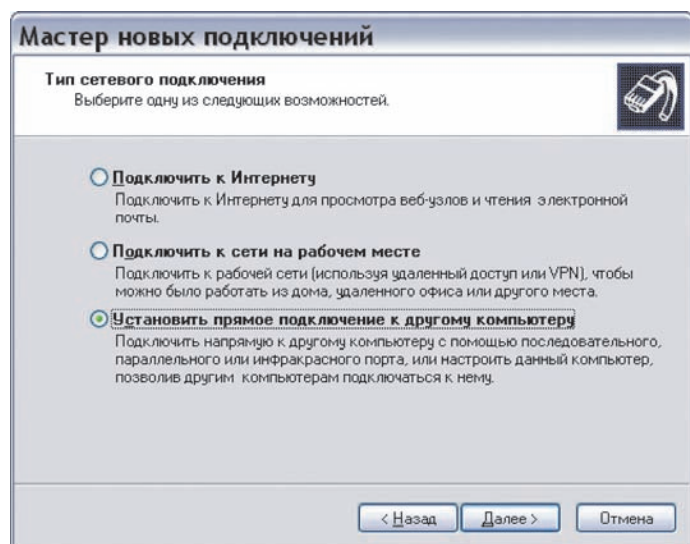 Мастер новых подключений
Тип сетевого подключения
Выберите одну из следующих возможностей.
Подключить к Интернету
Подключить к Интернету для просмотра веб-узлов и чтения электронной
почты.
Подключить к сети на рабочем месте
Подключить к рабочей сети (используя удаленный доступ или VPN), чтобы
можно было работать из дома, удаленного офиса или другого места.
Установить прямое подключение к другому компьютеру
Подключить напрямую к другому компьютеру с помощью последовательного,
параллельного или инфракрасного порта, или настроить данный компьютер,
позволив другим компьютерам подключаться к нему.
< Назад Далее > Отмена